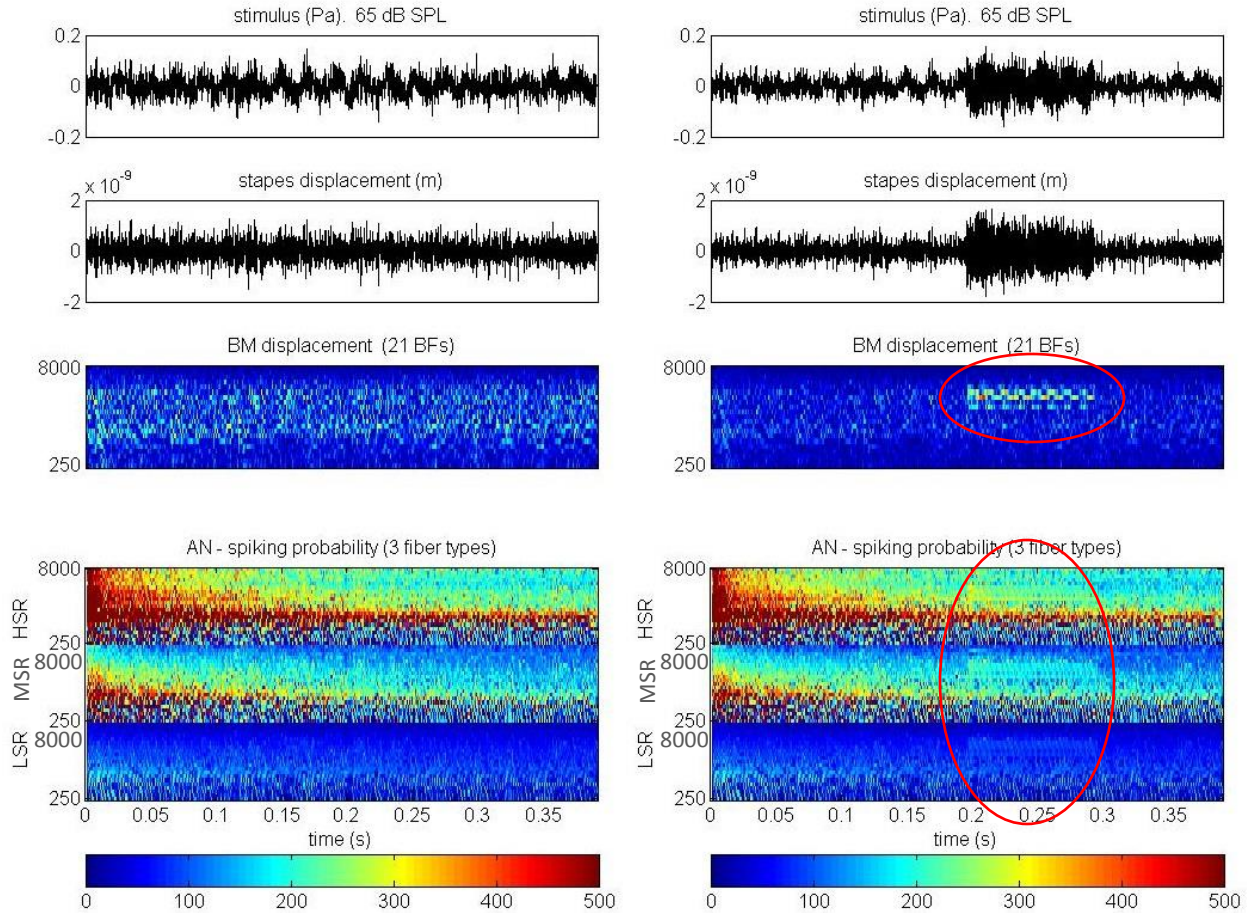 stimulus (Pa).  65 dB SPL
0.2
0
-0.2
x 10^-9
stapes displacement (m)
2
0
-2
BM displacement  (21 BFs)
8000
250
AN - spiking probability (3 fiber types)
8000
HSR
250
8000
MSR
250
8000
LSR
250
0 0.05 0.1 0.15 0.2 0.25 0.3 0.35
time (s)
0 100 200 300 400 500
stimulus (Pa).  65 dB SPL
0.2
0
-0.2
x 10^-9
stapes displacement (m)
2
0
-2
BM displacement  (21 BFs)
8000
250
AN - spiking probability (3 fiber types)
8000
HSR
250
8000
MSR
250
8000
LSR
250
0 0.05 0.1 0.15 0.2 0.25 0.3 0.35
time (s)
0 100 200 300 400 500